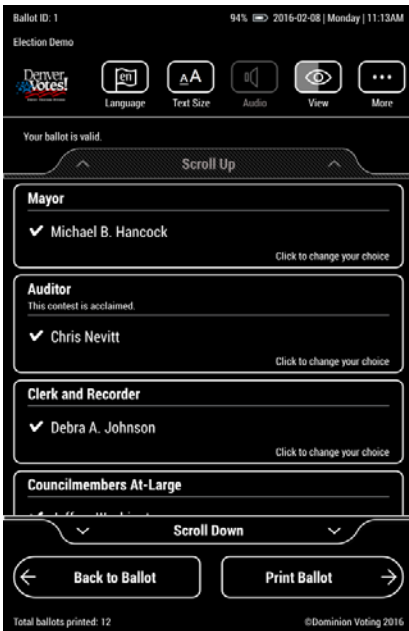 Ballot ID: 1 94% 2016-02-08 | Monday | 11:13AM
Election Demo
Denver
Votes!
en AA
Language Text Size Audio View More
Your ballot is valid.
Scroll Up
Mayor
Michael B. Hancock
Click to change your choice
Auditor
This contest is acclaimed.
Chris Nevitt
Click to change your choice
Clerk and Recorder
Debra A. Johnson
Click to change your choice
Councilmembers At-Large
Scroll Down
Back to Ballot Print Ballot
Total ballots printed: 12 ©Dominion Voting 2016